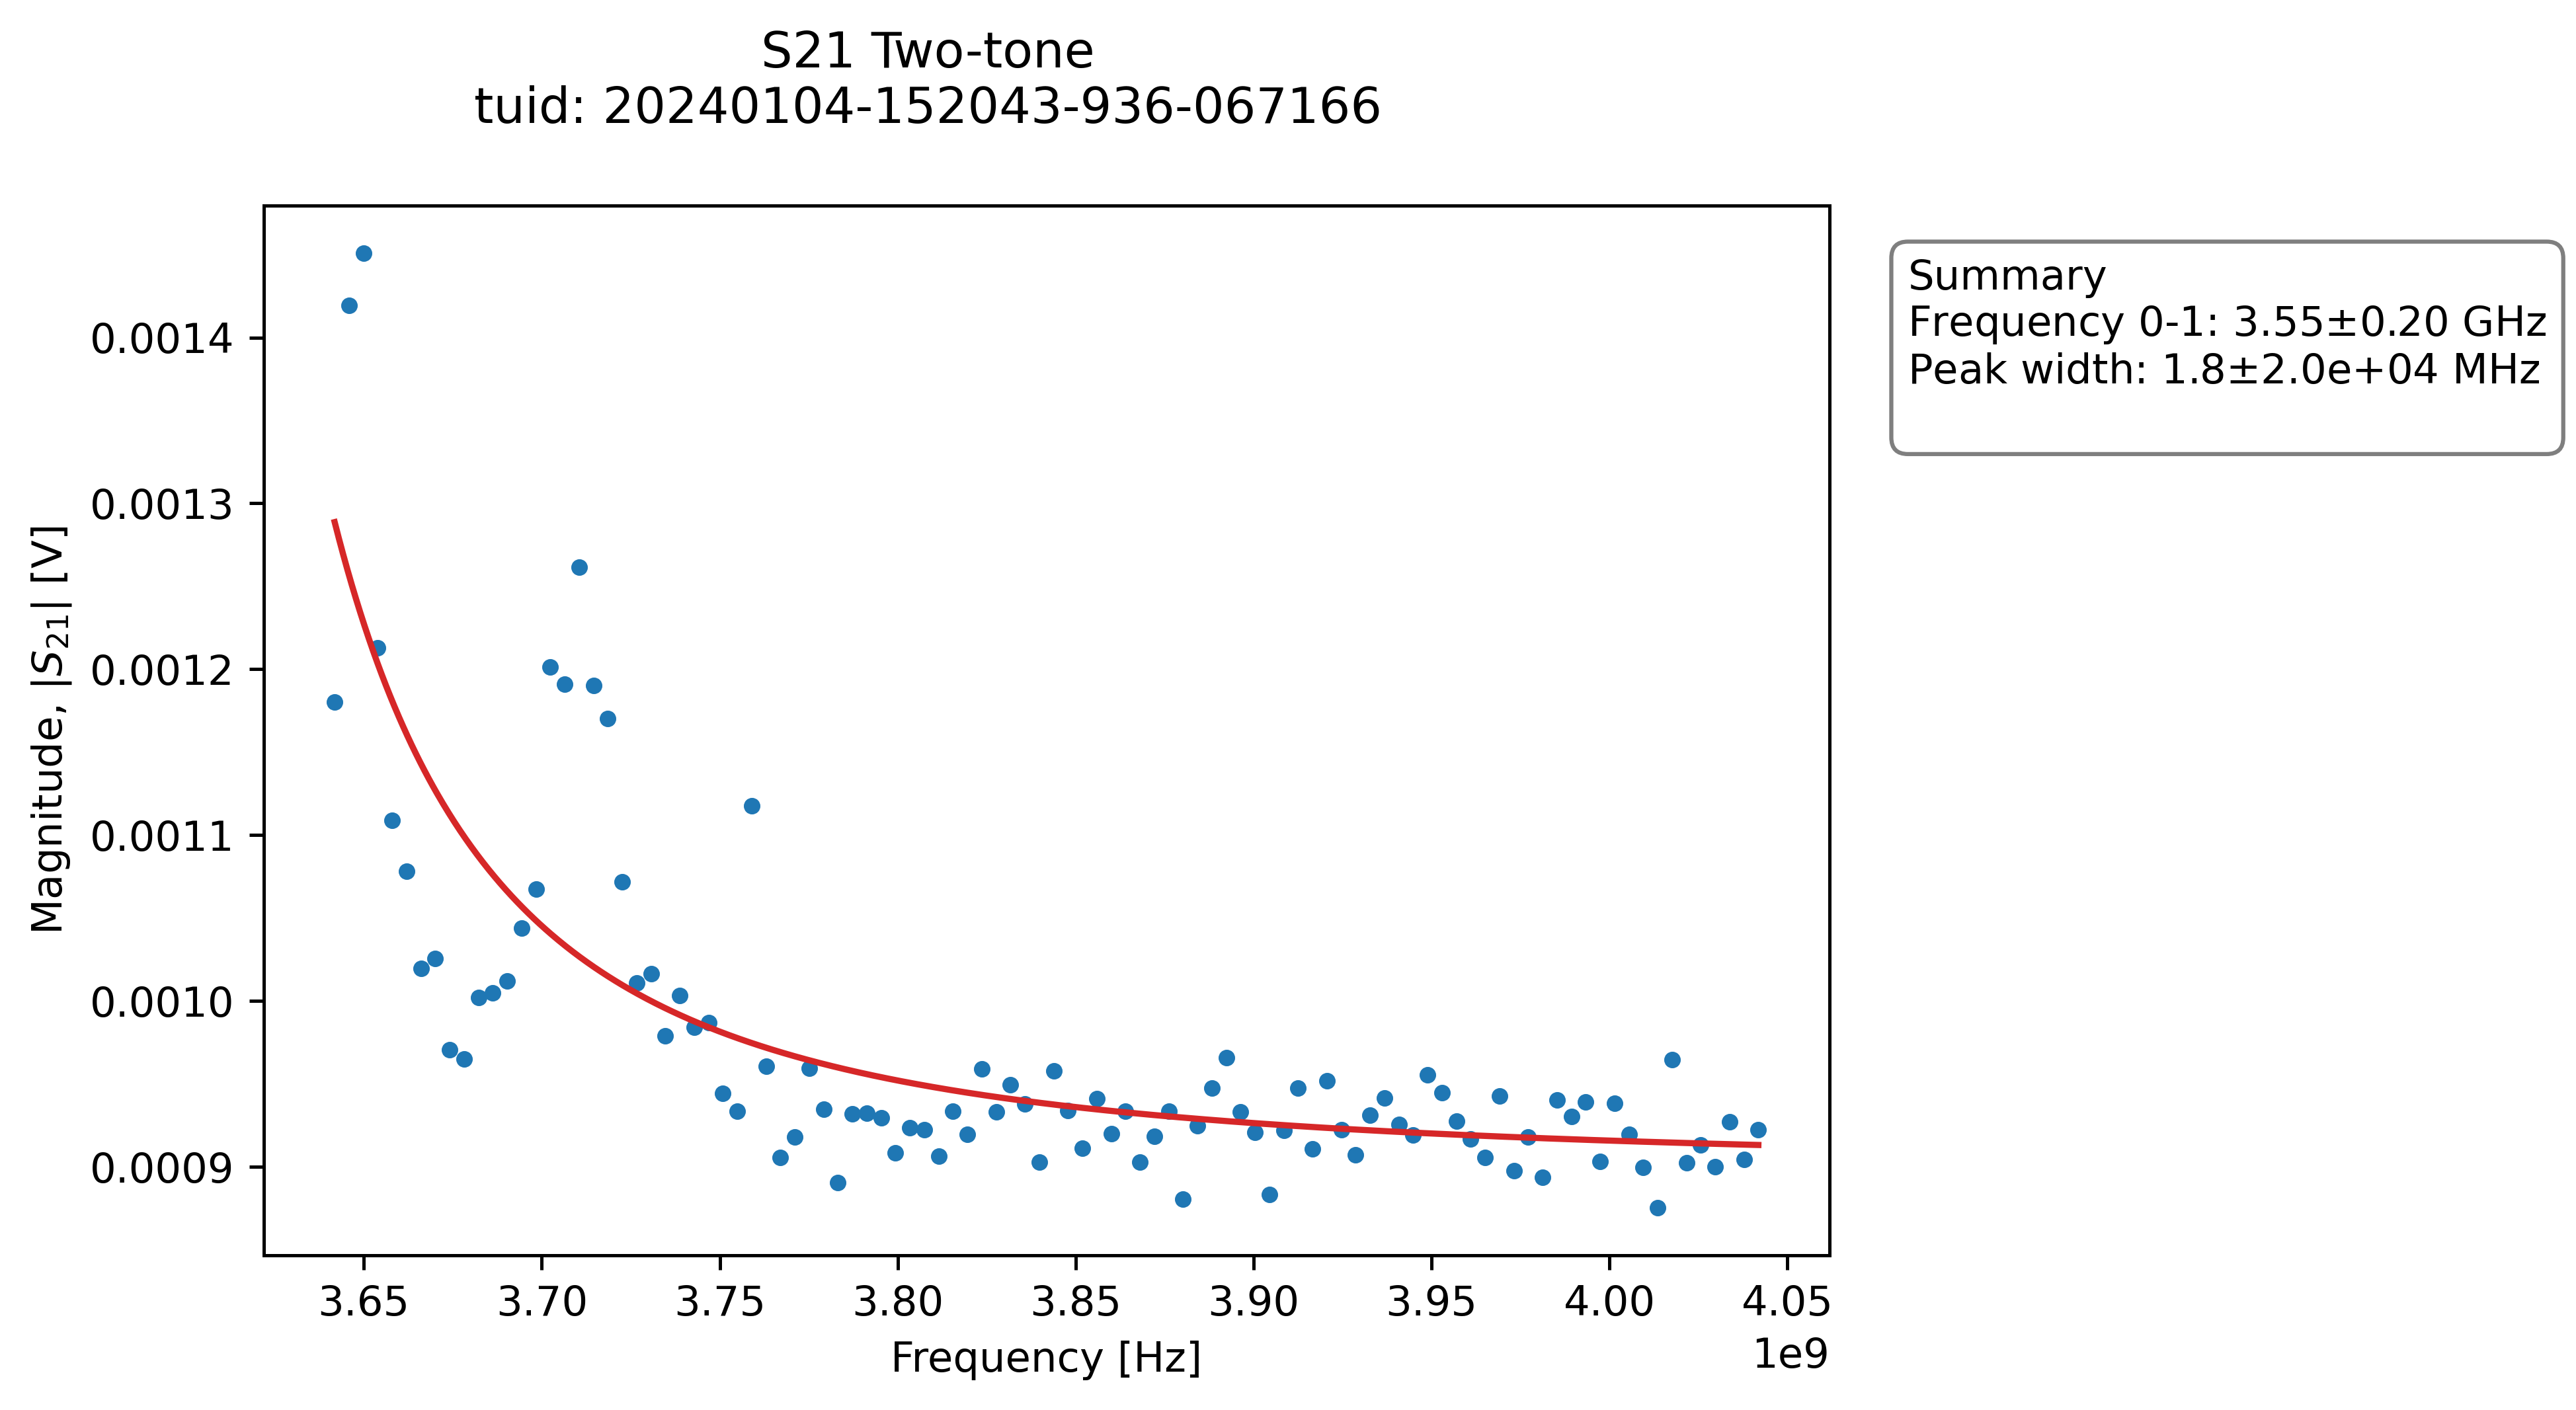 S21 Two-tone
tuid: 20240104-152043-936-067166
Summary
Frequency 0-1: 3.55±0.20 GHz
Peak width: 1.8±2.0e+04 MHz
Magnitude, |S₂₁| [V]
0.0014
0.0013
0.0012
0.0011
0.0010
0.0009
3.65 3.70 3.75 3.80 3.85 3.90 3.95 4.00 4.05
1e9
Frequency [Hz]